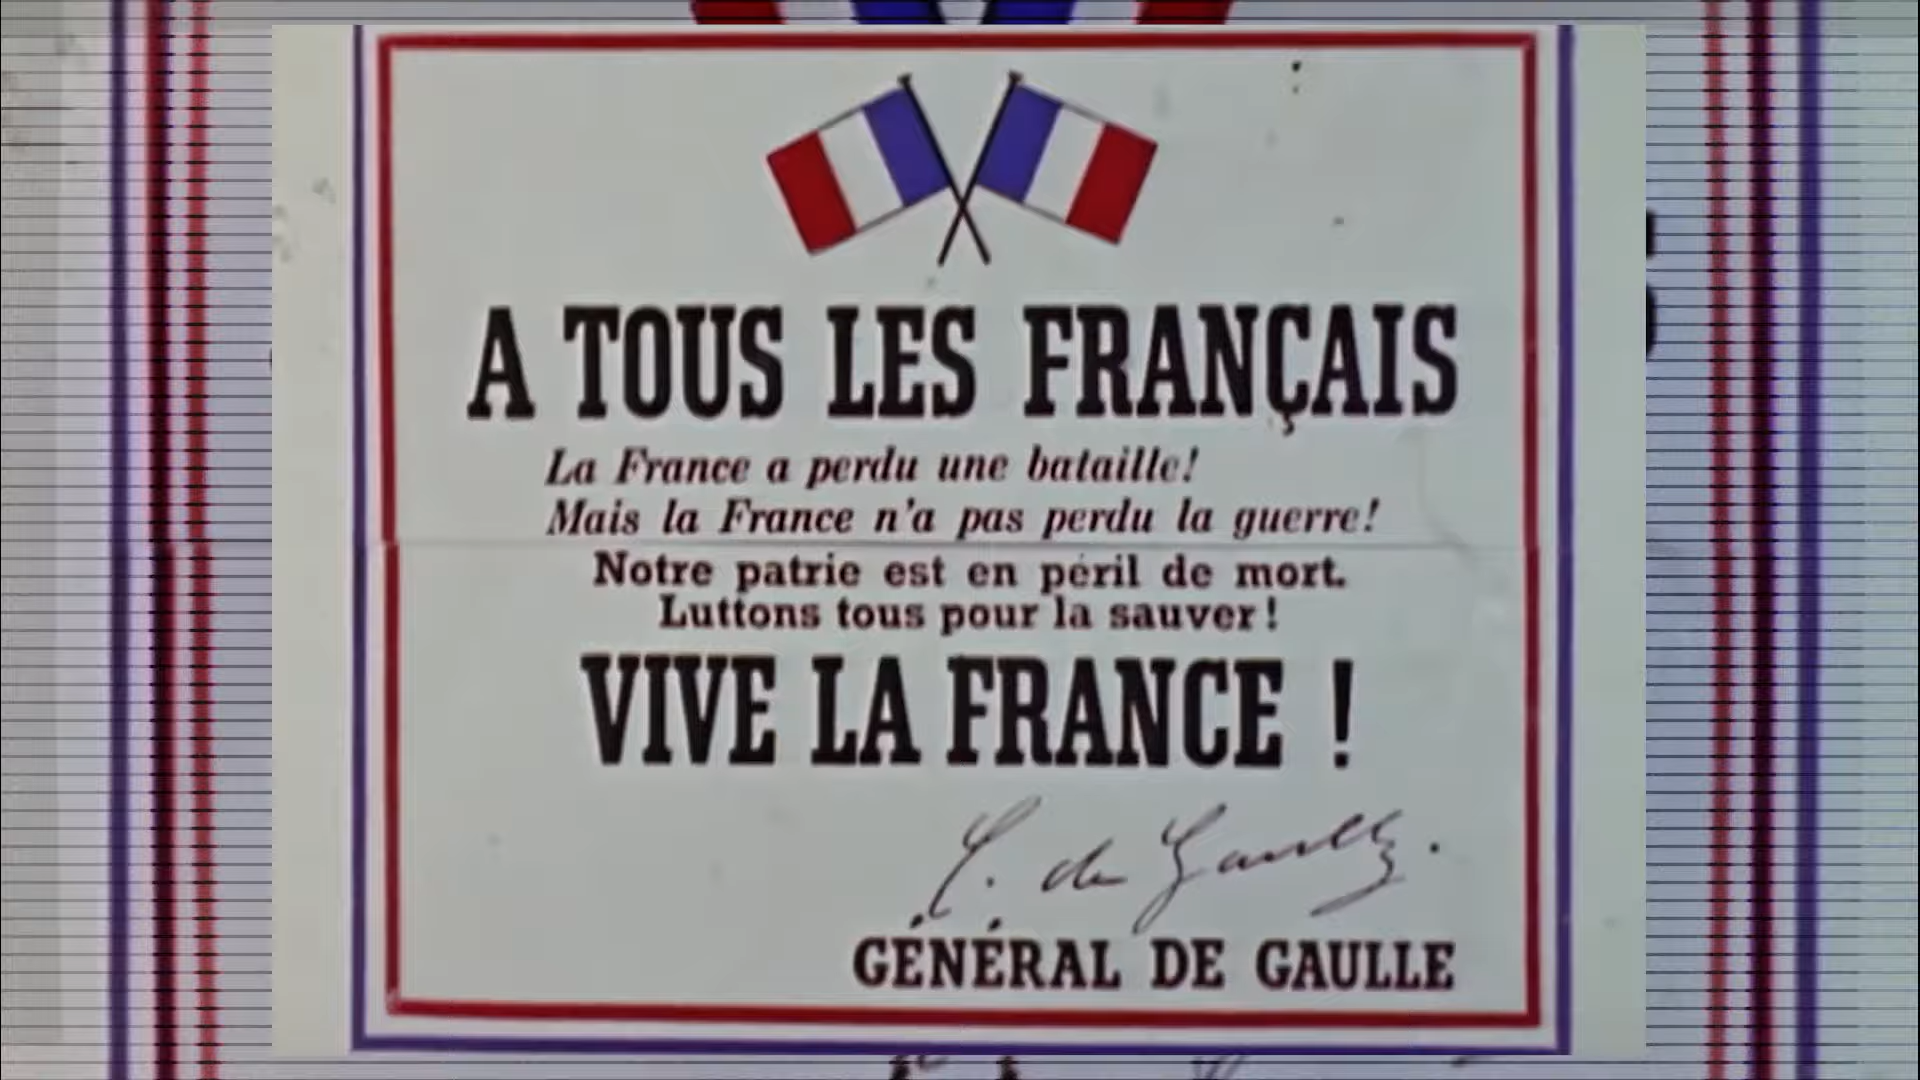 A TOUS LES FRANÇAIS
La France a perdu une bataille!
Mais la France n'a pas perdu la guerre!
Notre patrie est en péril de mort.
Luttons tous pour la sauver!
VIVE LA FRANCE !
C. de Gaulle.
GÉNÉRAL DE GAULLE